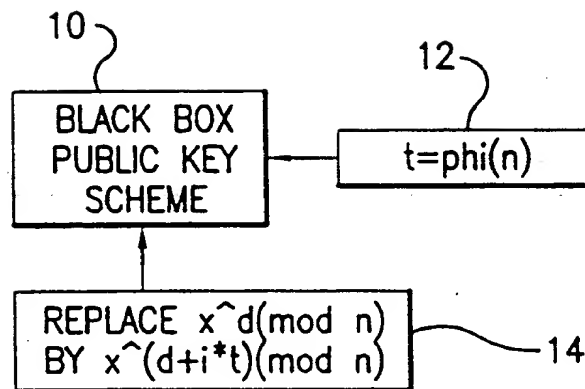 10
BLACK BOX
PUBLIC KEY
SCHEME
12
t=phi(n)
REPLACE x^d(mod n)
BY x^(d+i*t)(mod n)
14